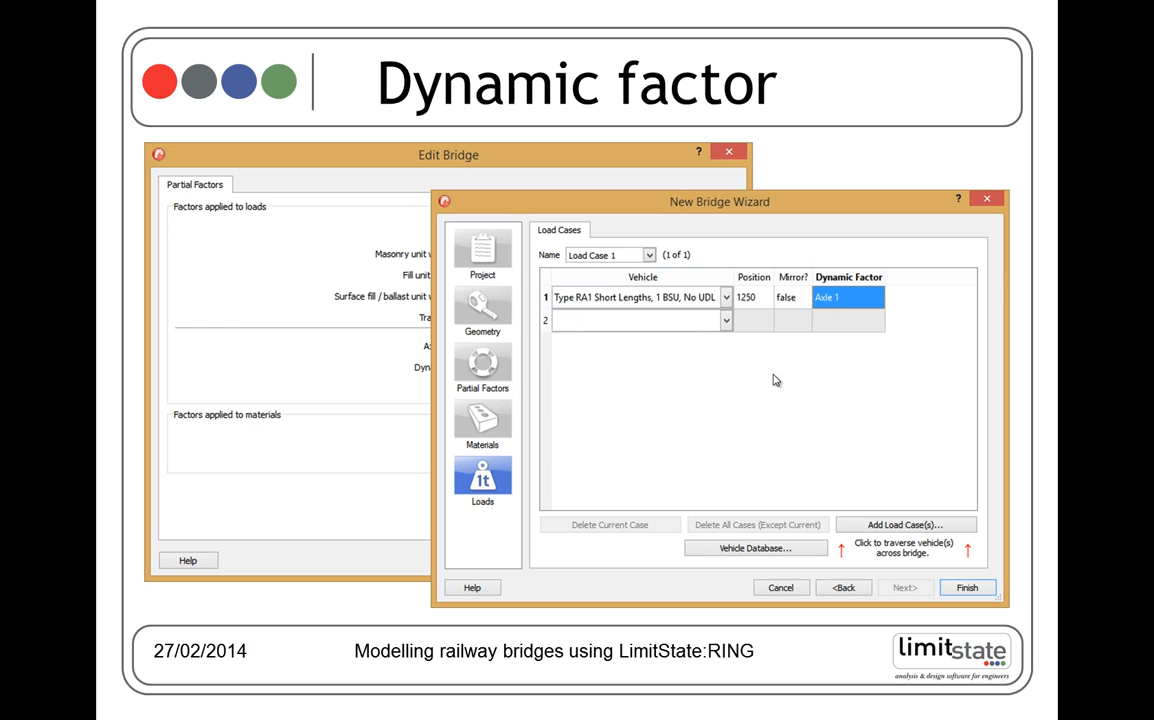 Dynamic factor
Edit Bridge
?
Partial Factors
Factors applied to loads
Masonry unit
Fill unit
Surface fill / ballast unit
Factors applied to materials
Help
New Bridge Wizard
?
Project
Geometry
Partial Factors
Materials
1t
Loads
Load Cases
Name Load Case 1 (1 of 1)
Vehicle Position Mirror? Dynamic Factor
1 Type RA1 Short Lengths, 1 BSU, No UDL 1250 false Axle 1
2
Delete Current Case Delete All Cases (Except Current) Add Load Case(s)...
Vehicle Database... Click to traverse vehicle(s)
across bridge.
Help Cancel <Back Next> Finish
27/02/2014 Modelling railway bridges using LimitState:RING
limitstate
analysis & design software for engineers